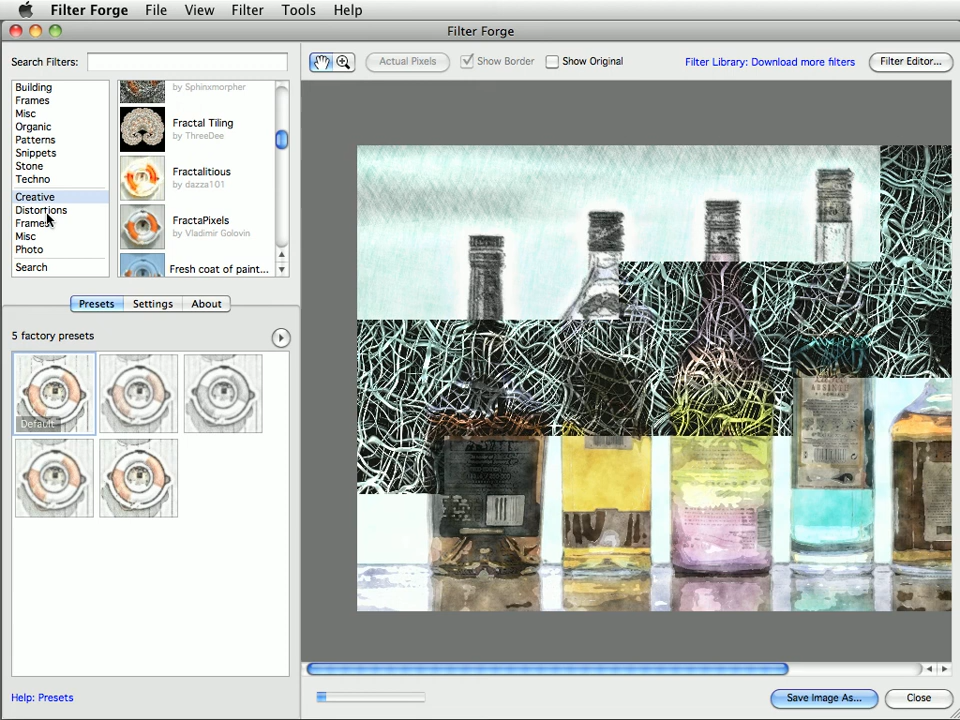 Filter Forge File View Filter Tools Help
Filter Forge
Search Filters:
Actual Pixels
Show Border
Show Original
Filter Library: Download more filters
Filter Editor...
Building
Frames
Misc
Organic
Patterns
Snippets
Stone
Techno
Creative
Distortions
Frames
Misc
Photo
Search
by Sphinxmorpher
Fractal Tiling
by ThreeDee
Fractalitious
by dazza101
FractaPixels
by Vladimir Golovin
Fresh coat of paint...
Presets Settings About
5 factory presets
Default
Help: Presets
Save Image As...
Close